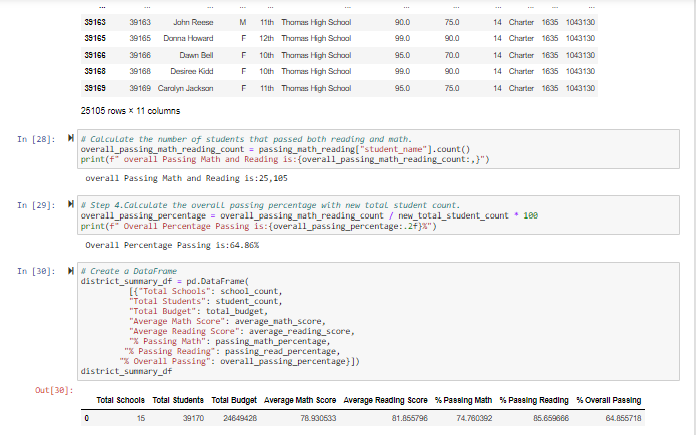 ... ... ... ... ... ... ... ... ... ... ...
39163 39163 John Reese M 11th Thomas High School 90.0 75.0 14 Charter 1635 1043130
39165 39165 Donna Howard F 12th Thomas High School 99.0 90.0 14 Charter 1635 1043130
39166 39166 Dawn Bell F 10th Thomas High School 95.0 70.0 14 Charter 1635 1043130
39168 39168 Desiree Kidd F 10th Thomas High School 99.0 90.0 14 Charter 1635 1043130
39169 39169 Carolyn Jackson F 11th Thomas High School 95.0 75.0 14 Charter 1635 1043130
25105 rows × 11 columns
In [28]: # Calculate the number of students that passed both reading and math.
overall_passing_math_reading_count = passing_math_reading["student_name"].count()
print(f" overall Passing Math and Reading is:{overall_passing_math_reading_count:,}")
overall Passing Math and Reading is:25,105
In [29]: # Step 4.Calculate the overall passing percentage with new total student count.
overall_passing_percentage = overall_passing_math_reading_count / new_total_student_count * 100
print(f" Overall Percentage Passing is:{overall_passing_percentage:.2f}%")
Overall Percentage Passing is:64.86%
In [30]: # Create a DataFrame
district_summary_df = pd.DataFrame(
[{"Total Schools": school_count,
"Total Students": student_count,
"Total Budget": total_budget,
"Average Math Score": average_math_score,
"Average Reading Score": average_reading_score,
"% Passing Math": passing_math_percentage,
"% Passing Reading": passing_read_percentage,
"% Overall Passing": overall_passing_percentage}])
district_summary_df
Out[30]:
Total Schools Total Students Total Budget Average Math Score Average Reading Score % Passing Math % Passing Reading % Overall Passing
0 15 39170 24649428 78.930533 81.855796 74.760392 85.659666 64.855718